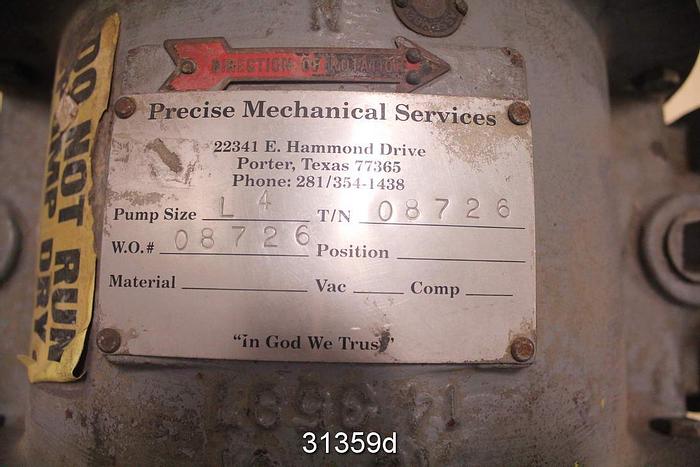 N
DIRECTION OF ROTATION
DO NOT RUN
PUMP DRY
Precise Mechanical Services
22341 E. Hammond Drive
Porter, Texas 77365
Phone: 281/354-1438
Pump Size L 4 T/N 08726
W.O.# 08726 Position
Material Vac Comp
“In God We Trust”
31359d